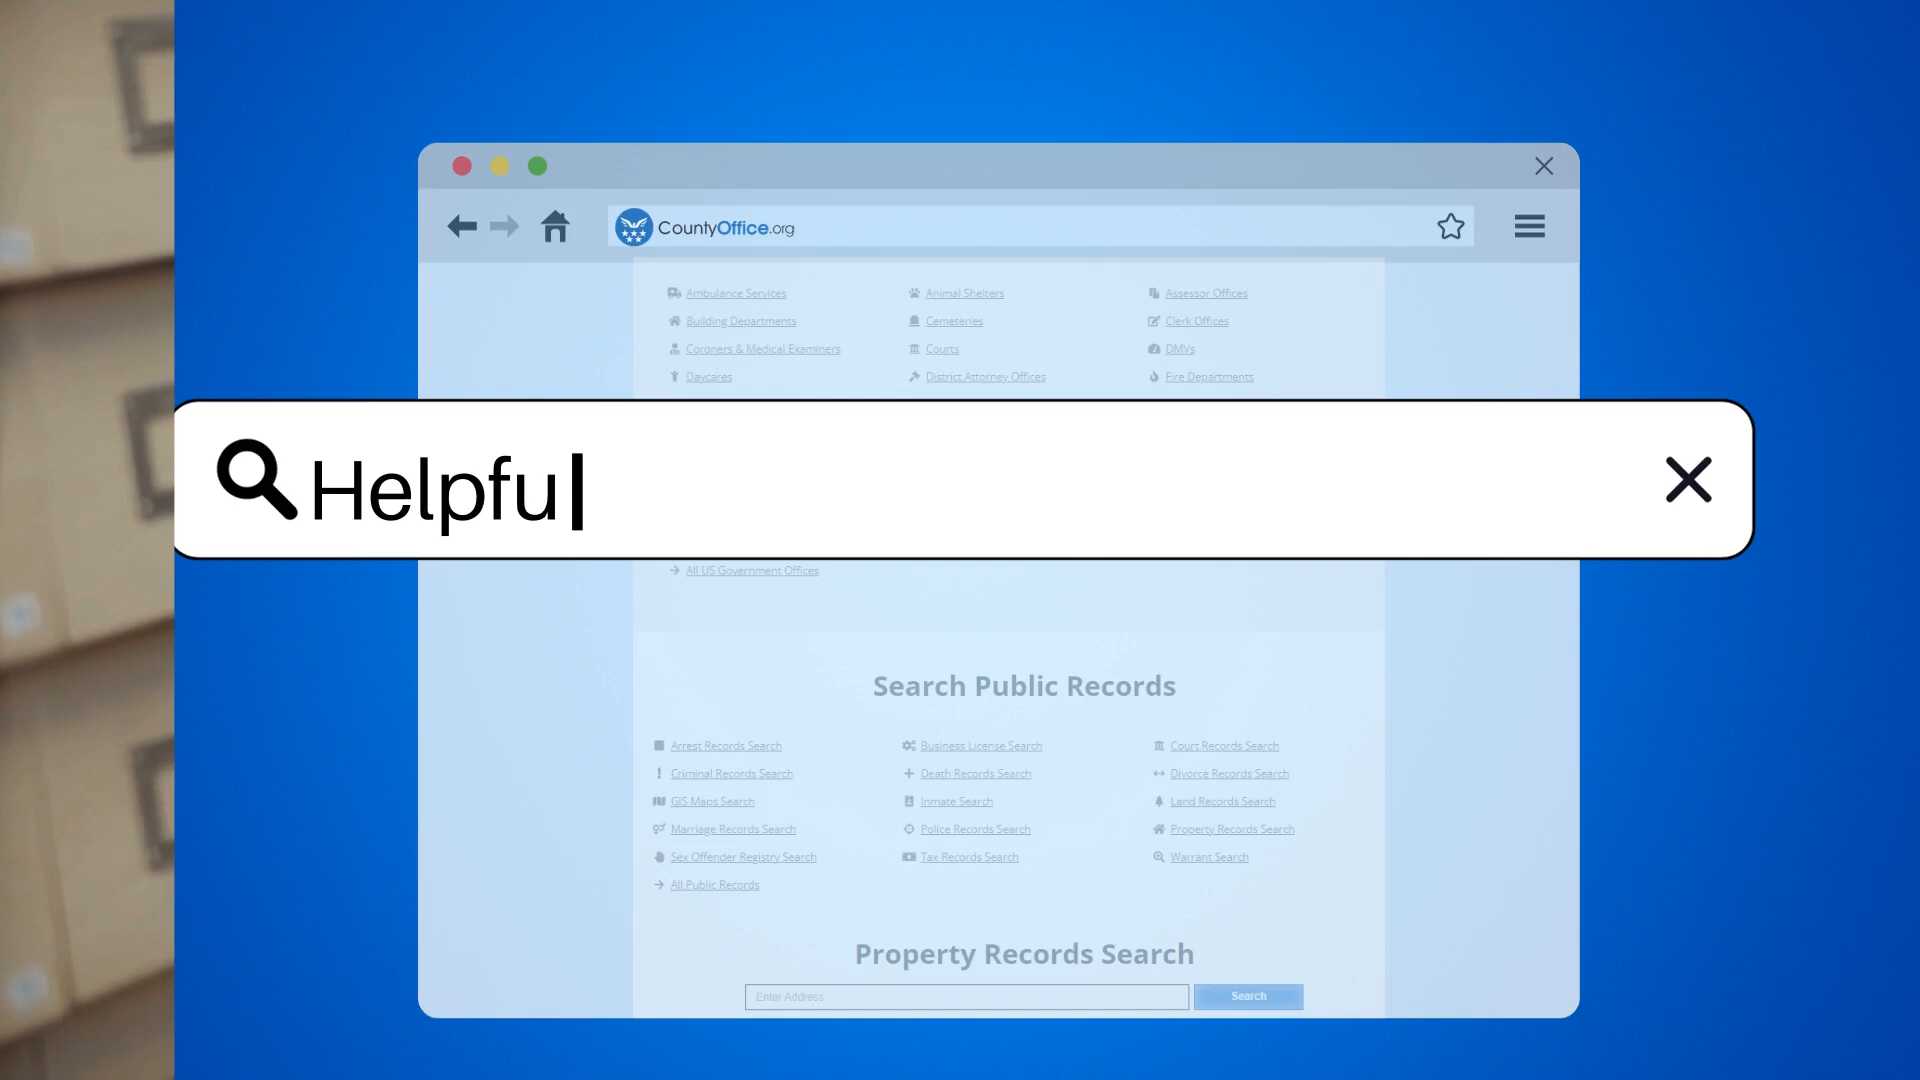 CountyOffice.org
Ambulance Services Animal Shelters Assessor Offices
Building Departments Cemeteries Clerk Offices
Coroners & Medical Examiners Courts DMVs
Daycares District Attorney Offices Fire Departments
Helpfu
All US Government Offices
Search Public Records
Arrest Records Search Business License Search Court Records Search
Criminal Records Search Death Records Search Divorce Records Search
GIS Maps Search Inmate Search Land Records Search
Marriage Records Search Police Records Search Property Records Search
Sex Offender Registry Search Tax Records Search Warrant Search
All Public Records
Property Records Search
Enter Address Search